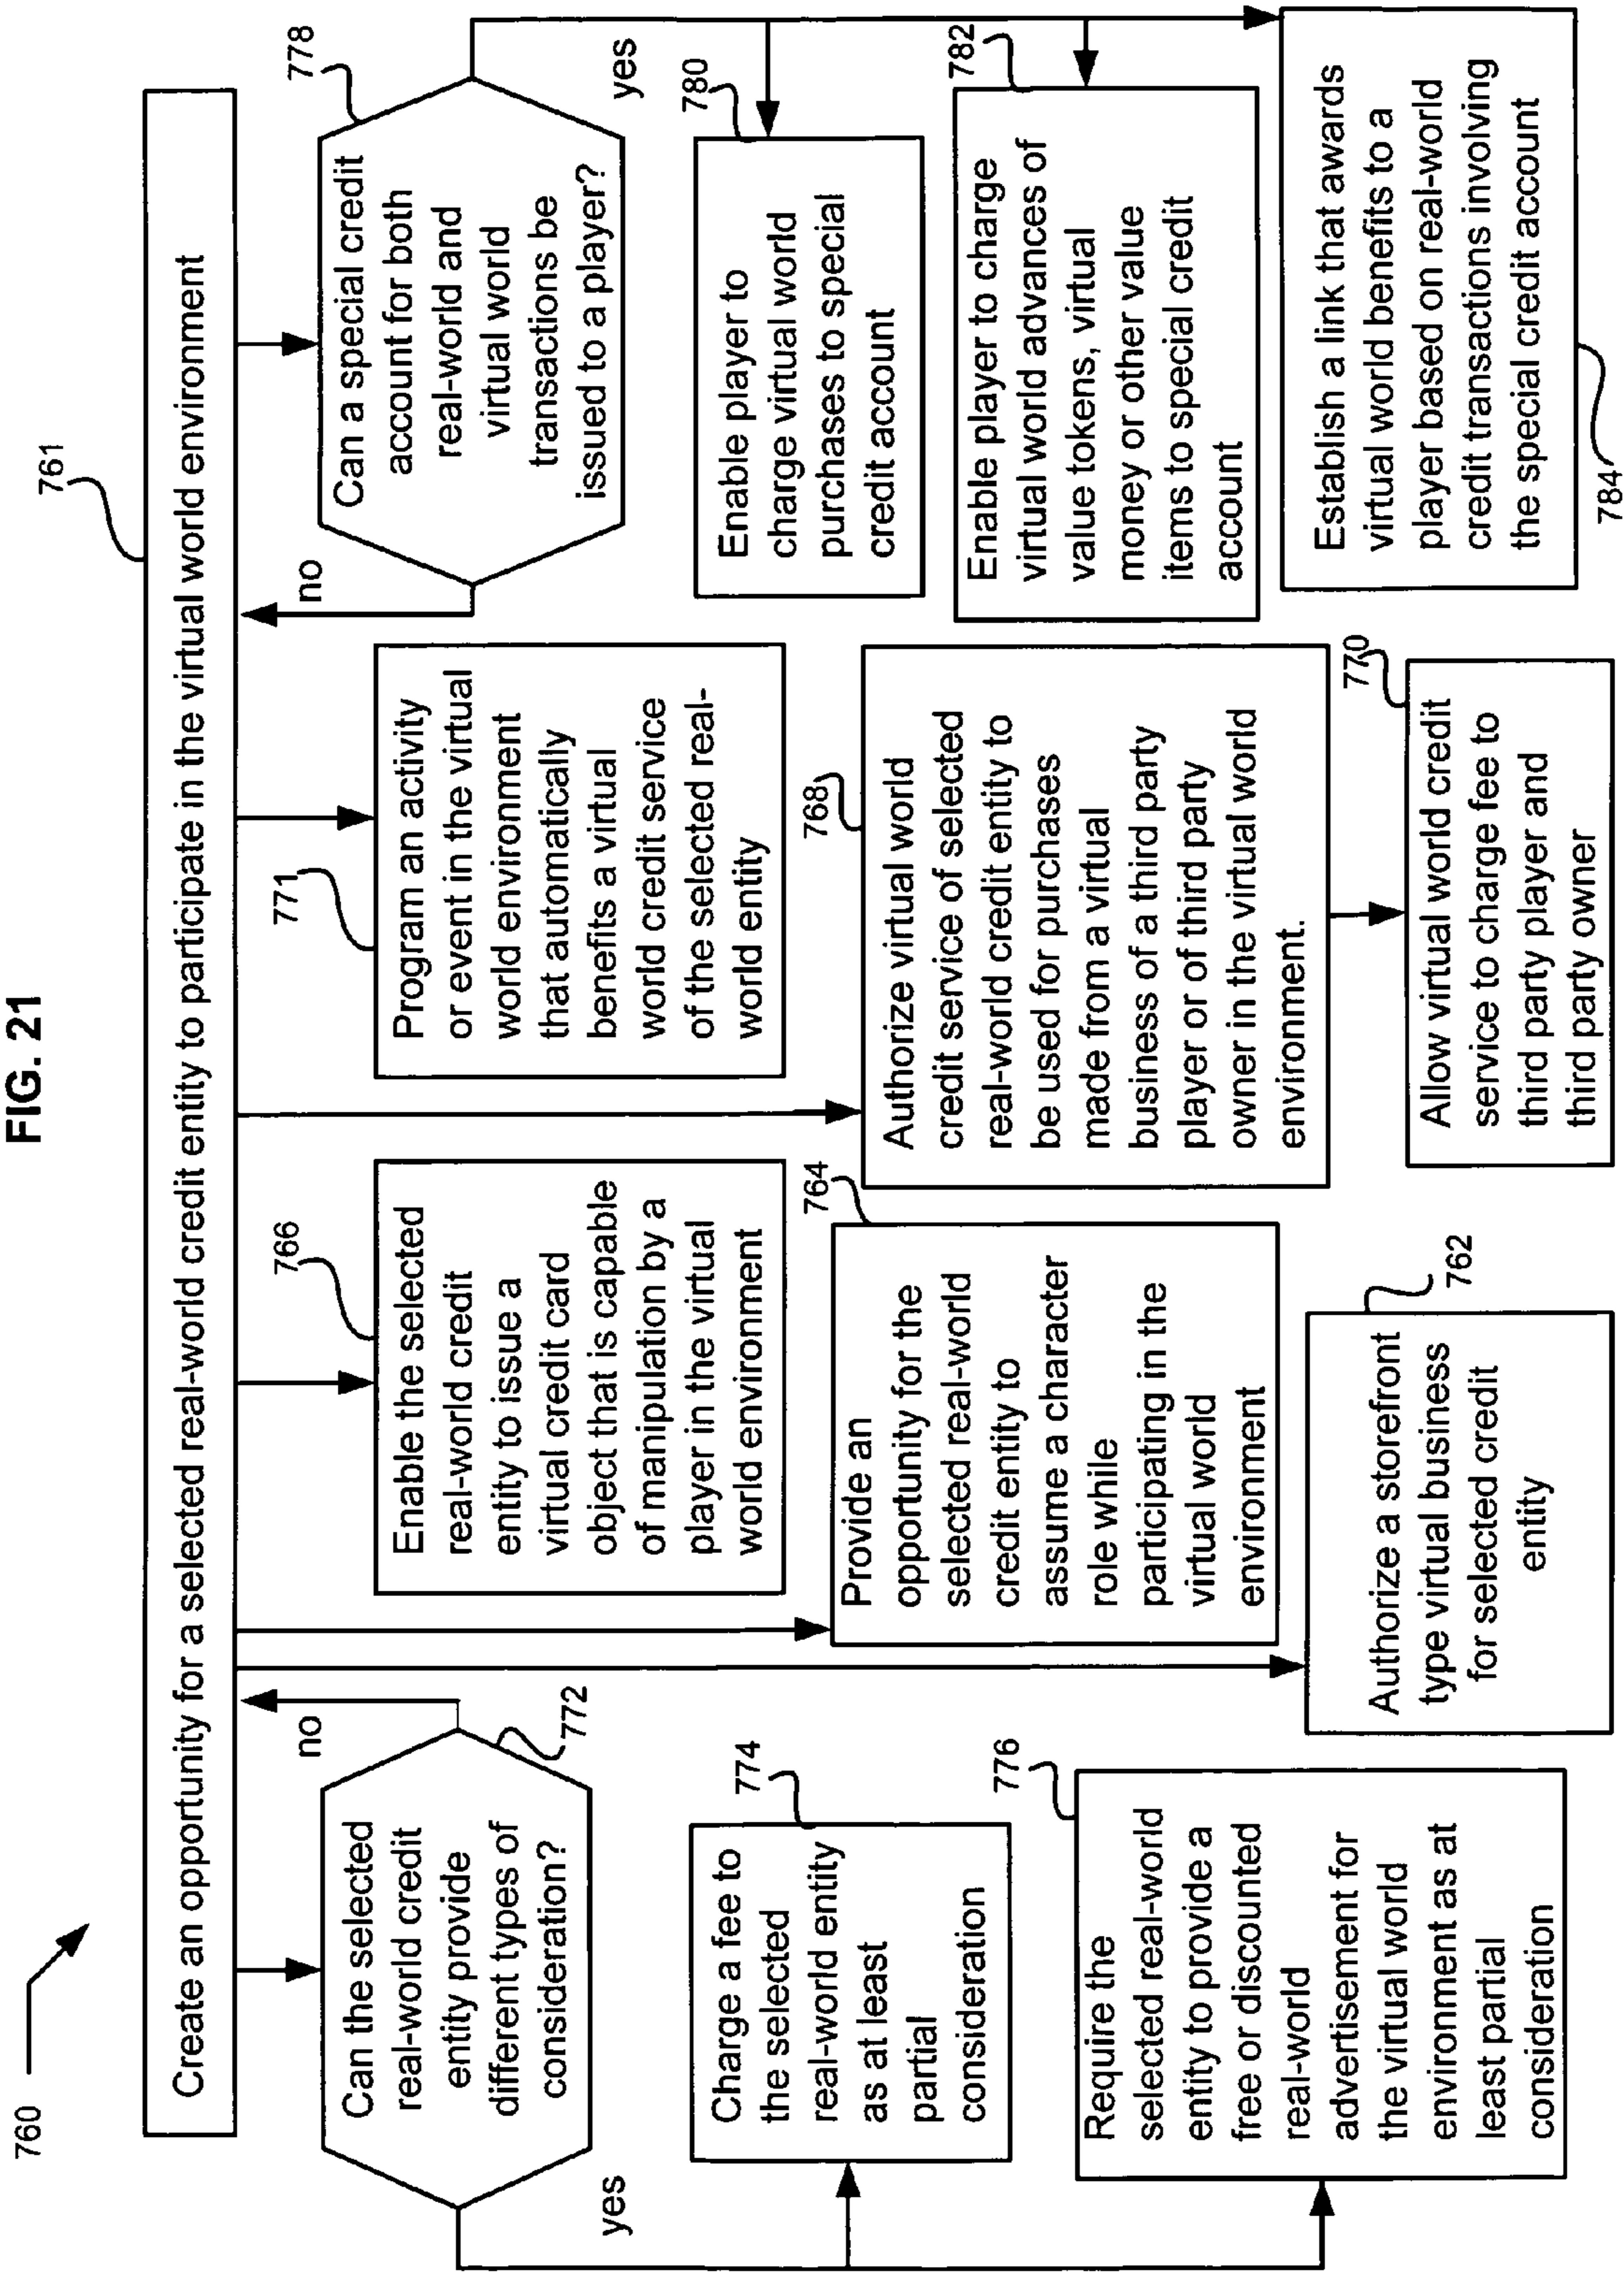 FIG. 21
760
761
Create an opportunity for a selected real-world credit entity to participate in the virtual world environment
Can the selected
real-world credit
entity provide
different types of
consideration?
no
772
yes
774
Charge a fee to
the selected
real-world entity
as at least
partial
consideration
776
Require the
selected real-world
entity to provide a
free or discounted
real-world
advertisement for
the virtual world
environment as at
least partial
consideration
766
Enable the selected
real-world credit
entity to issue a
virtual credit card
object that is capable
of manipulation by a
player in the virtual
world environment
764
Provide an
opportunity for the
selected real-world
credit entity to
assume a character
role while
participating in the
virtual world
environment
762
Authorize a storefront
type virtual business
for selected credit
entity
771
Program an activity
or event in the virtual
world environment
that automatically
benefits a virtual
world credit service
of the selected real-
world entity
768
Authorize virtual world
credit service of selected
real-world credit entity to
be used for purchases
made from a virtual
business of a third party
player or of third party
owner in the virtual world
environment.
770
Allow virtual world credit
service to charge fee to
third party player and
third party owner
778
Can a special credit
account for both
real-world and
virtual world
transactions be
issued to a player?
no
yes
780
Enable player to
charge virtual world
purchases to special
credit account
782
Enable player to charge
virtual world advances of
value tokens, virtual
money or other value
items to special credit
account
Establish a link that awards
virtual world benefits to a
player based on real-world
credit transactions involving
the special credit account
784